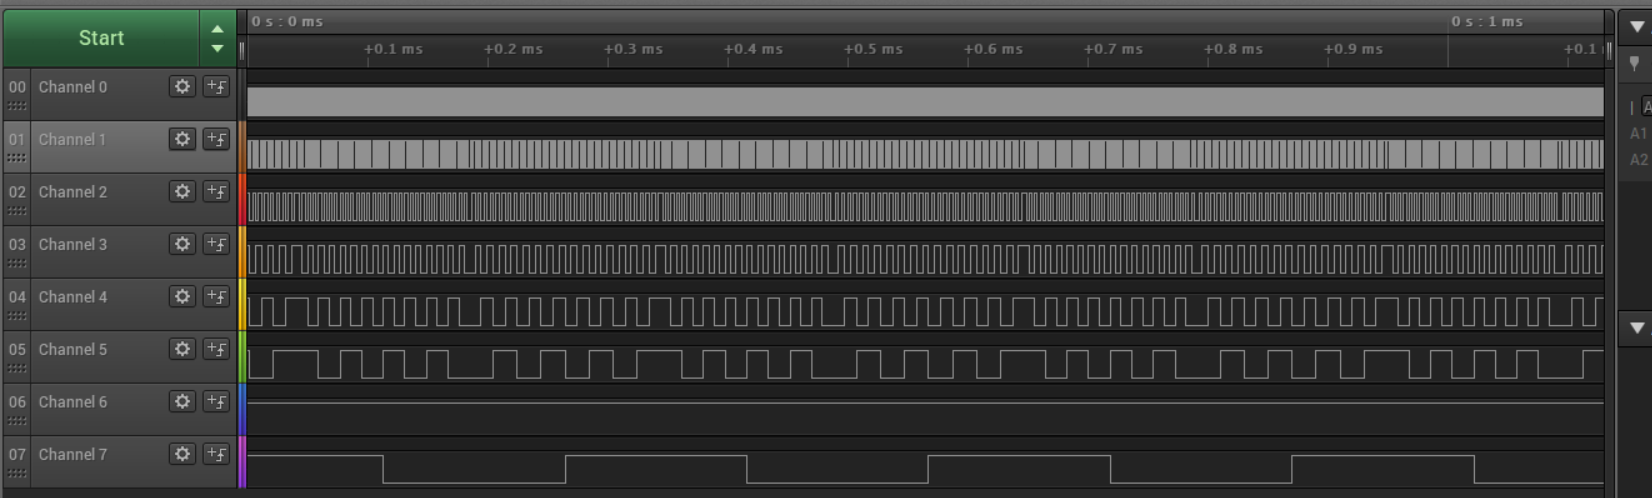 Start
0 s : 0 ms
0 s : 1 ms
+0.1 ms
+0.2 ms
+0.3 ms
+0.4 ms
+0.5 ms
+0.6 ms
+0.7 ms
+0.8 ms
+0.9 ms
+0.1
00 Channel 0
01 Channel 1
02 Channel 2
03 Channel 3
04 Channel 4
05 Channel 5
06 Channel 6
07 Channel 7
A1
A2